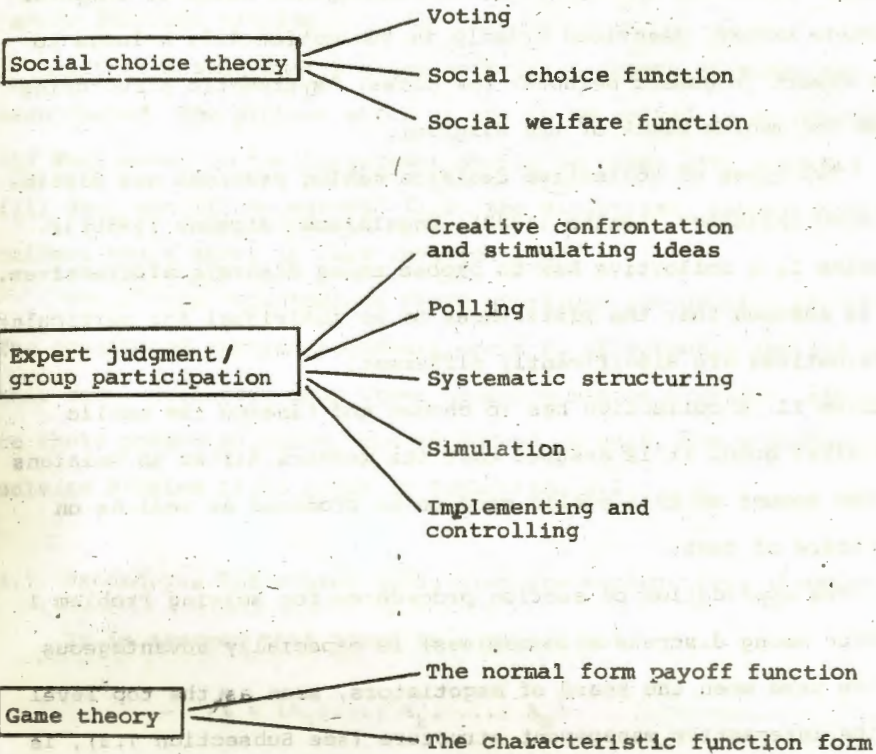 Voting
Social choice theory
Social choice function
Social welfare function
Creative confrontation
and stimulating ideas
Polling
Expert judgment/
group participation
Systematic structuring
Simulation
Implementing and
controlling
The normal form payoff function
Game theory
The characteristic function form